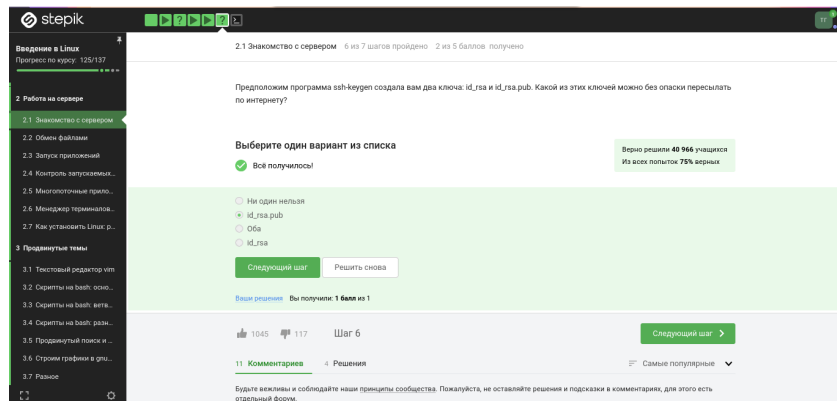 stepik
TT
Введение в Linux
Прогресс по курсу: 125/137
2 Работа на сервере
2.1 Знакомство с сервером
2.2 Обмен файлами
2.3 Запуск приложений
2.4 Контроль запускаемых...
2.5 Многопоточные прило...
2.6 Менеджер терминалов...
2.7 Как установить Linux: р...
3 Продвинутые темы
3.1 Текстовый редактор vim
3.2 Скрипты на bash: осно...
3.3 Скрипты на bash: ветв...
3.4 Скрипты на bash: разн...
3.5 Продвинутый поиск и ...
3.6 Строим графики в gnu...
3.7 Разное
2.1 Знакомство с сервером 6 из 7 шагов пройдено 2 из 5 баллов получено
Предположим программа ssh-keygen создала вам два ключа: id_rsa и id_rsa.pub. Какой из этих ключей можно без опаски пересылать
по интернету?
Выберите один вариант из списка
Всё получилось!
Верно решили 40 966 учащихся
Из всех попыток 75% верных
Ни один нельзя
id_rsa.pub
Оба
id_rsa
Следующий шаг Решить снова
Ваши решения Вы получили: 1 балл из 1
1045 117 Шаг 6 Следующий шаг
11 Комментариев 4 Решения Самые популярные
Будьте вежливы и соблюдайте наши принципы сообщества. Пожалуйста, не оставляйте решения и подсказки в комментариях, для этого есть
отдельный форум.